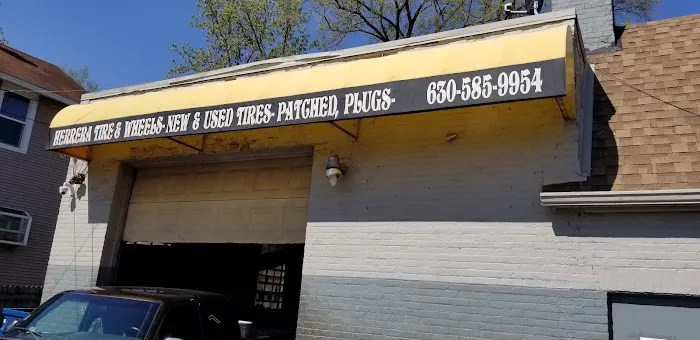 HERRERA TIRE & WHEELS-NEW & USED TIRES-PATCHED, PLUGS- 630-585-9954